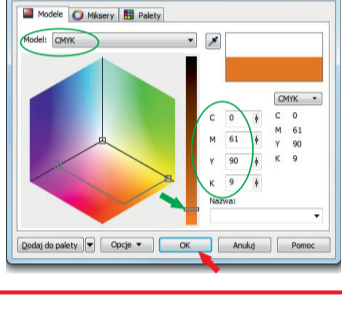 Modele Miksery Palety
Model: CMYK
CMYK
C 0 C 0
M 61 M 61
Y 90 Y 90
K 9 K 9
Nazwa:
Dodaj do palety Opcje OK Anuluj Pomoc